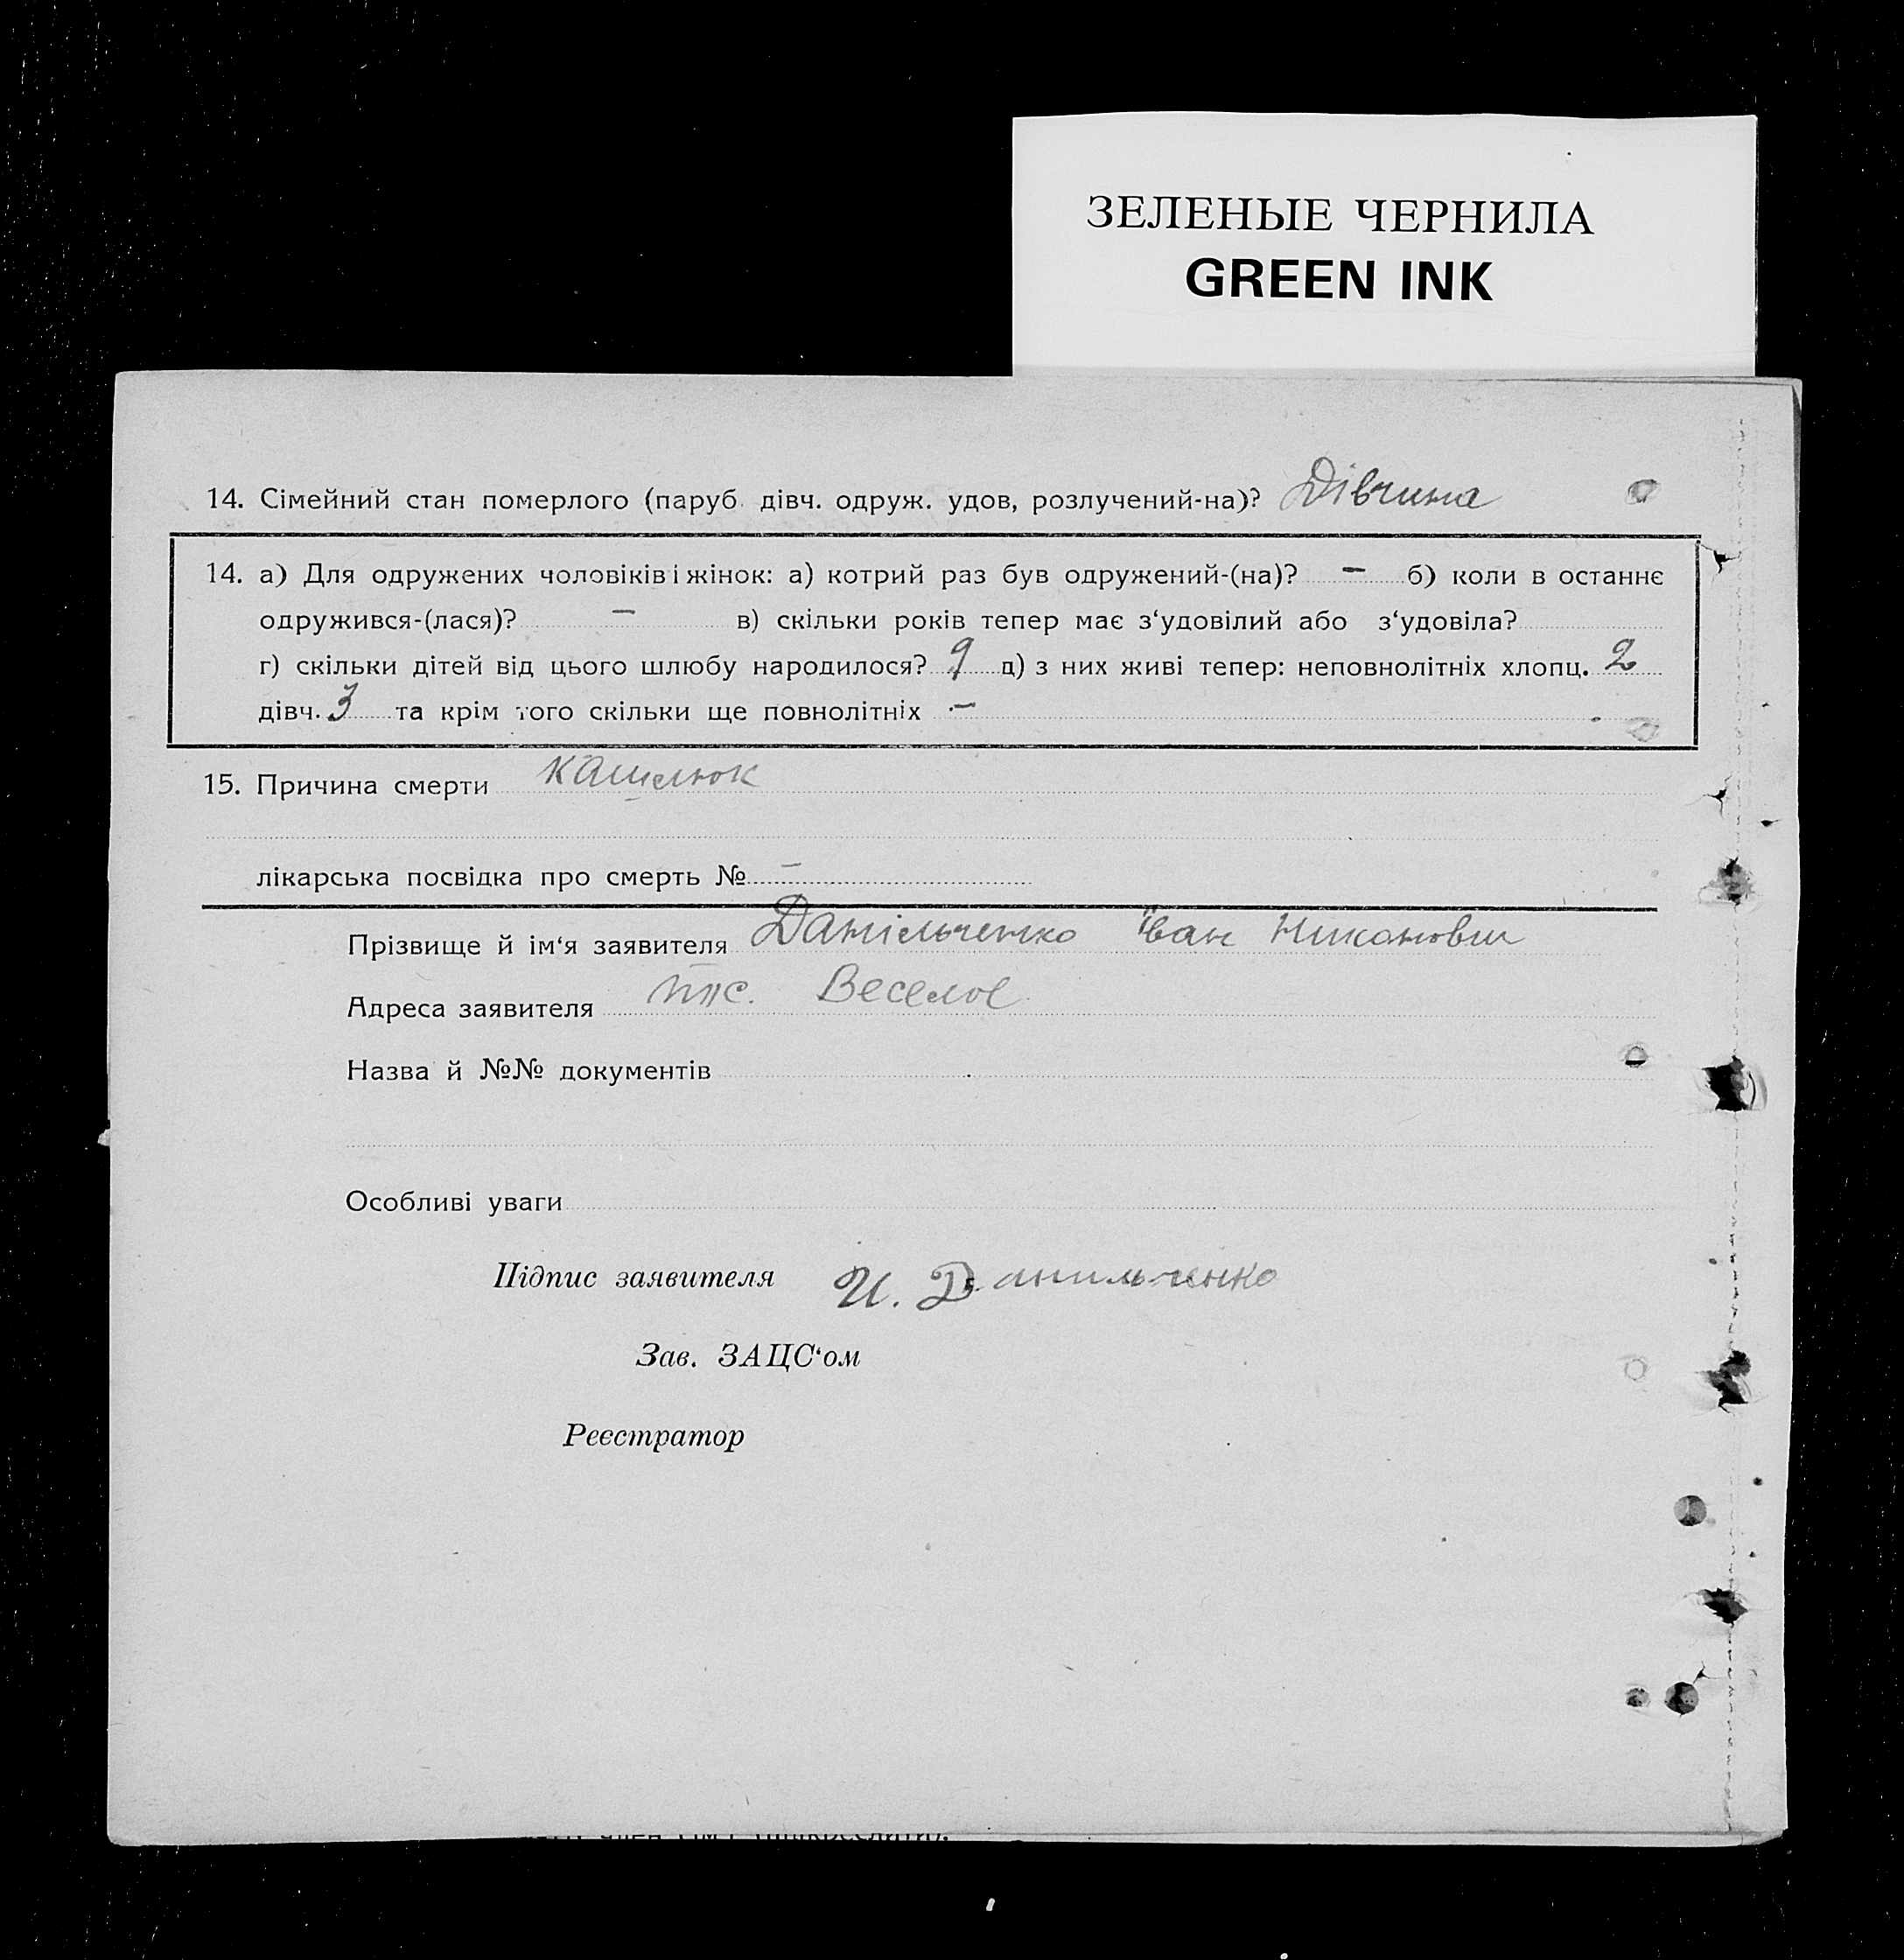 ЗЕЛЕНЫЕ ЧЕРНИЛА
GREEN INK
14. Сімейний стан померлого (паруб. дівч. одруж. удов, розлучений-на)? Дівчина
14. а) Для одружених чоловіків і жінок: а) котрий раз був одружений-(на)? — б) коли в останнє
одружився-(лася)? — в) скільки років тепер має з‘удовілий або з‘удовіла?
г) скільки дітей від цього шлюбу народилося? 9 д) з них живі тепер: неповнолітніх хлопц. 2
дівч. 3 та крім того скільки ще повнолітніх —
15. Причина смерти кашлюк
лікарська посвідка про смерть № —
Прізвище й ім‘я заявителя Данільченко Іван
Адреса заявителя Веселое
Назва й №№ документів
Особливі уваги
Підпис заявителя И. Данильченко
Зав. ЗАЦС‘ом
Реєстратор